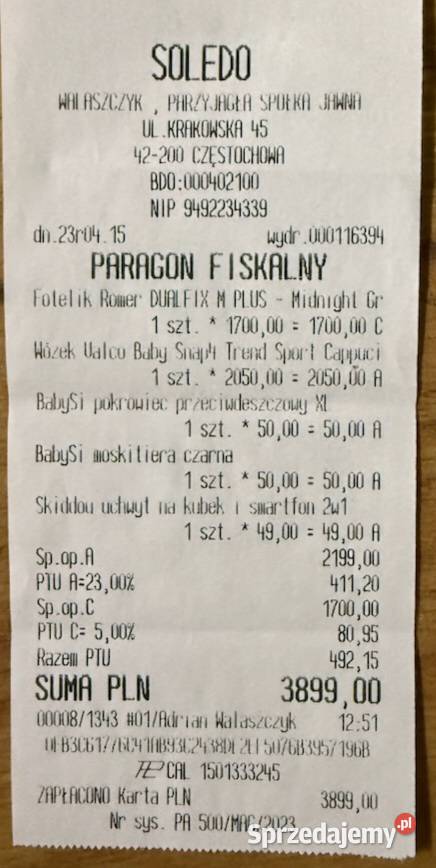 SOLEDO
WALASZCZYK , PARZYJAGŁA SPÓŁKA JAWNA
UL.KRAKOWSKA 45
42-200 CZĘSTOCHOWA
BDO:000402100
NIP 9492234339
dn.23r04.15 wydr.000116394
PARAGON FISKALNY
Fotelik Romer DUALFIX M PLUS - Midnight Gr
1 szt. * 1700,00 = 1700,00 C
Wózek Valco Baby Snap4 Trend Sport Cappuci
1 szt. * 2050,00 = 2050,00 A
BabySi pokrowiec przeciwdeszczowy XL
1 szt. * 50,00 = 50,00 A
BabySi moskitiera czarna
1 szt. * 50,00 = 50,00 A
Skiddou uchwyt na kubek i smartfon 2w1
1 szt. * 49,00 = 49,00 A
Sp.op.A 2199,00
PTU A=23,00% 411,20
Sp.op.C 1700,00
PTU C= 5,00% 80,95
Razem PTU 492,15
SUMA PLN 3899,00
00008/1343 #01/Adrian Walaszczyk 12:51
CAL 1501333245
ZAPŁACONO Karta PLN 3899,00
Nr sys. PA 500/MAG/2023
Sprzedajemy.pl